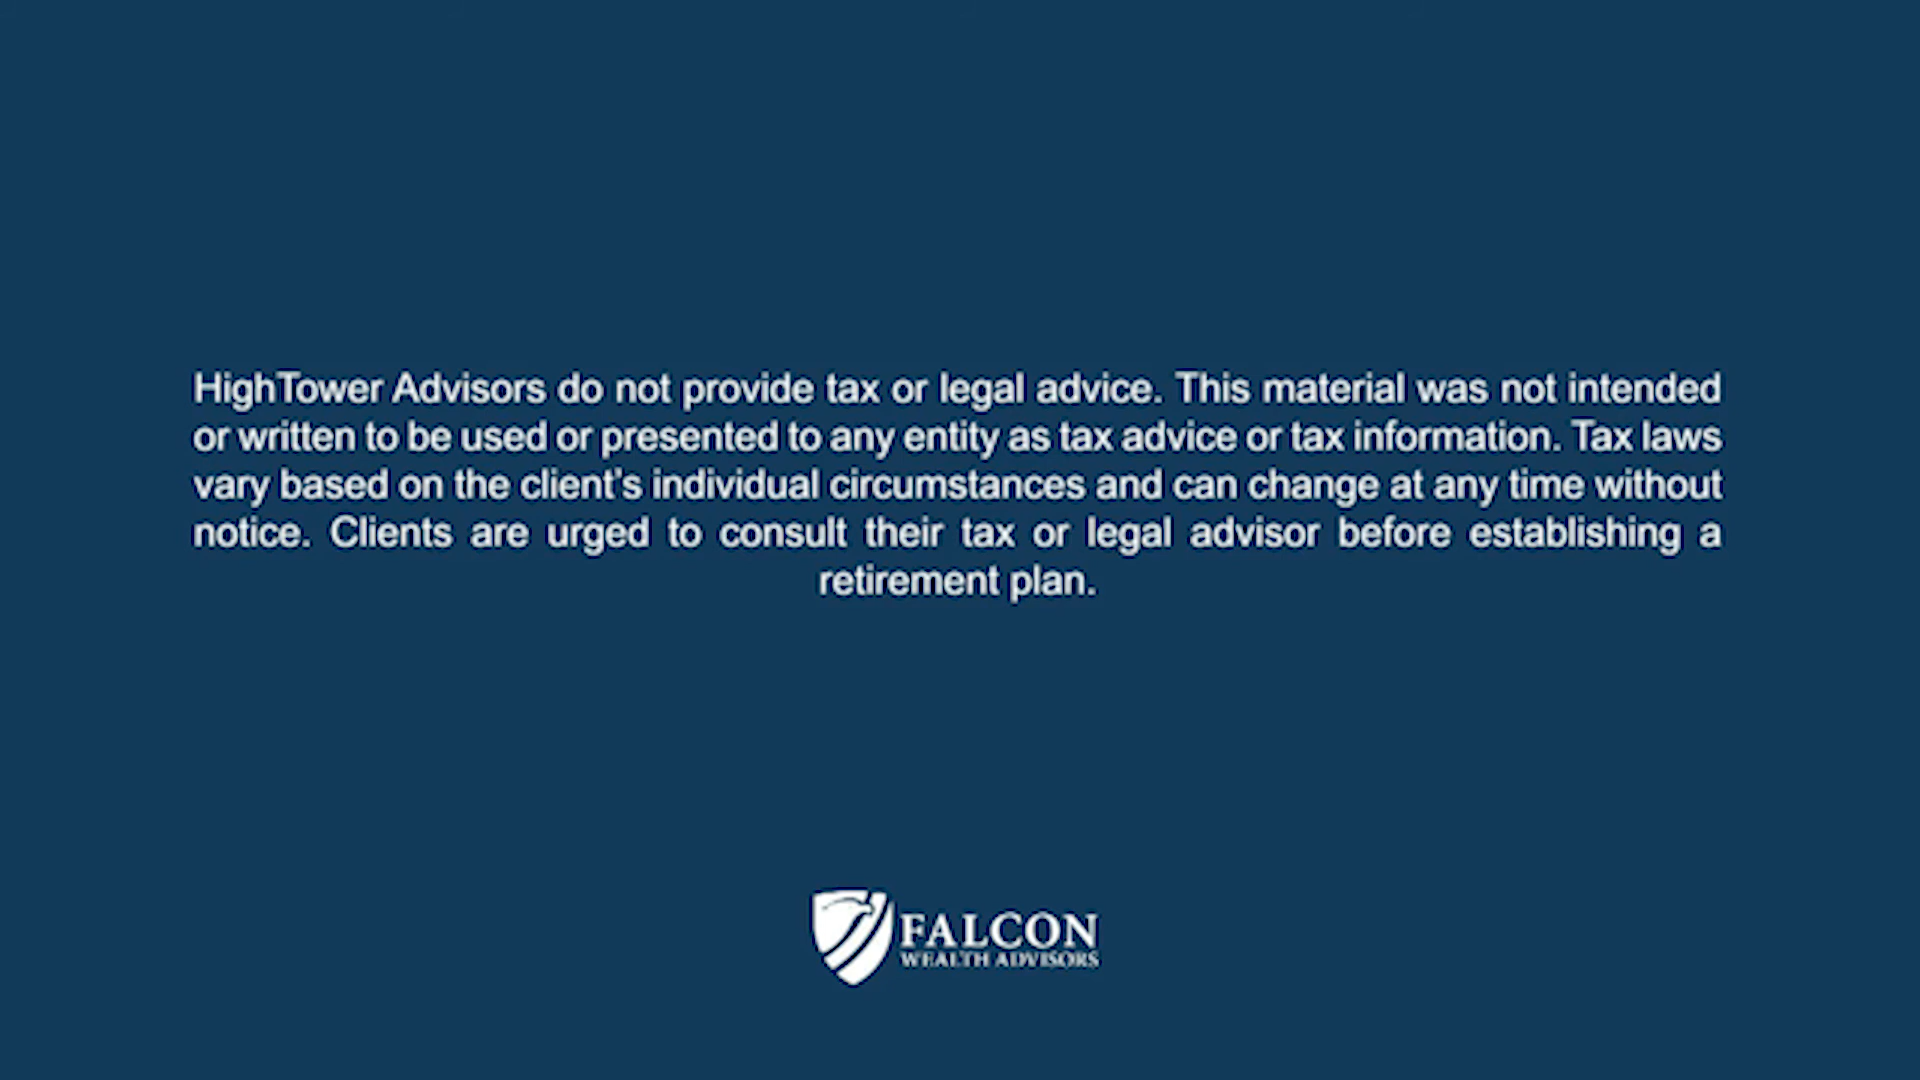 HighTower Advisors do not provide tax or legal advice. This material was not intended
or written to be used or presented to any entity as tax advice or tax information. Tax laws
vary based on the client's individual circumstances and can change at any time without
notice. Clients are urged to consult their tax or legal advisor before establishing a
retirement plan.
FALCON
WEALTH ADVISORS